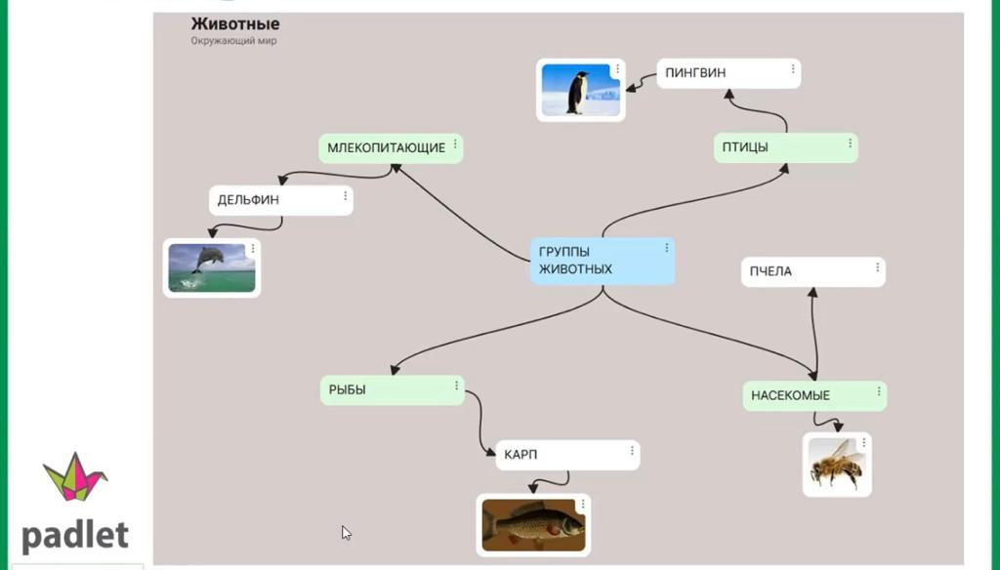 Животные
Окружающий мир
ПИНГВИН
МЛЕКОПИТАЮЩИЕ
ПТИЦЫ
ДЕЛЬФИН
ГРУППЫ
ЖИВОТНЫХ
ПЧЕЛА
РЫБЫ
НАСЕКОМЫЕ
КАРП
padlet